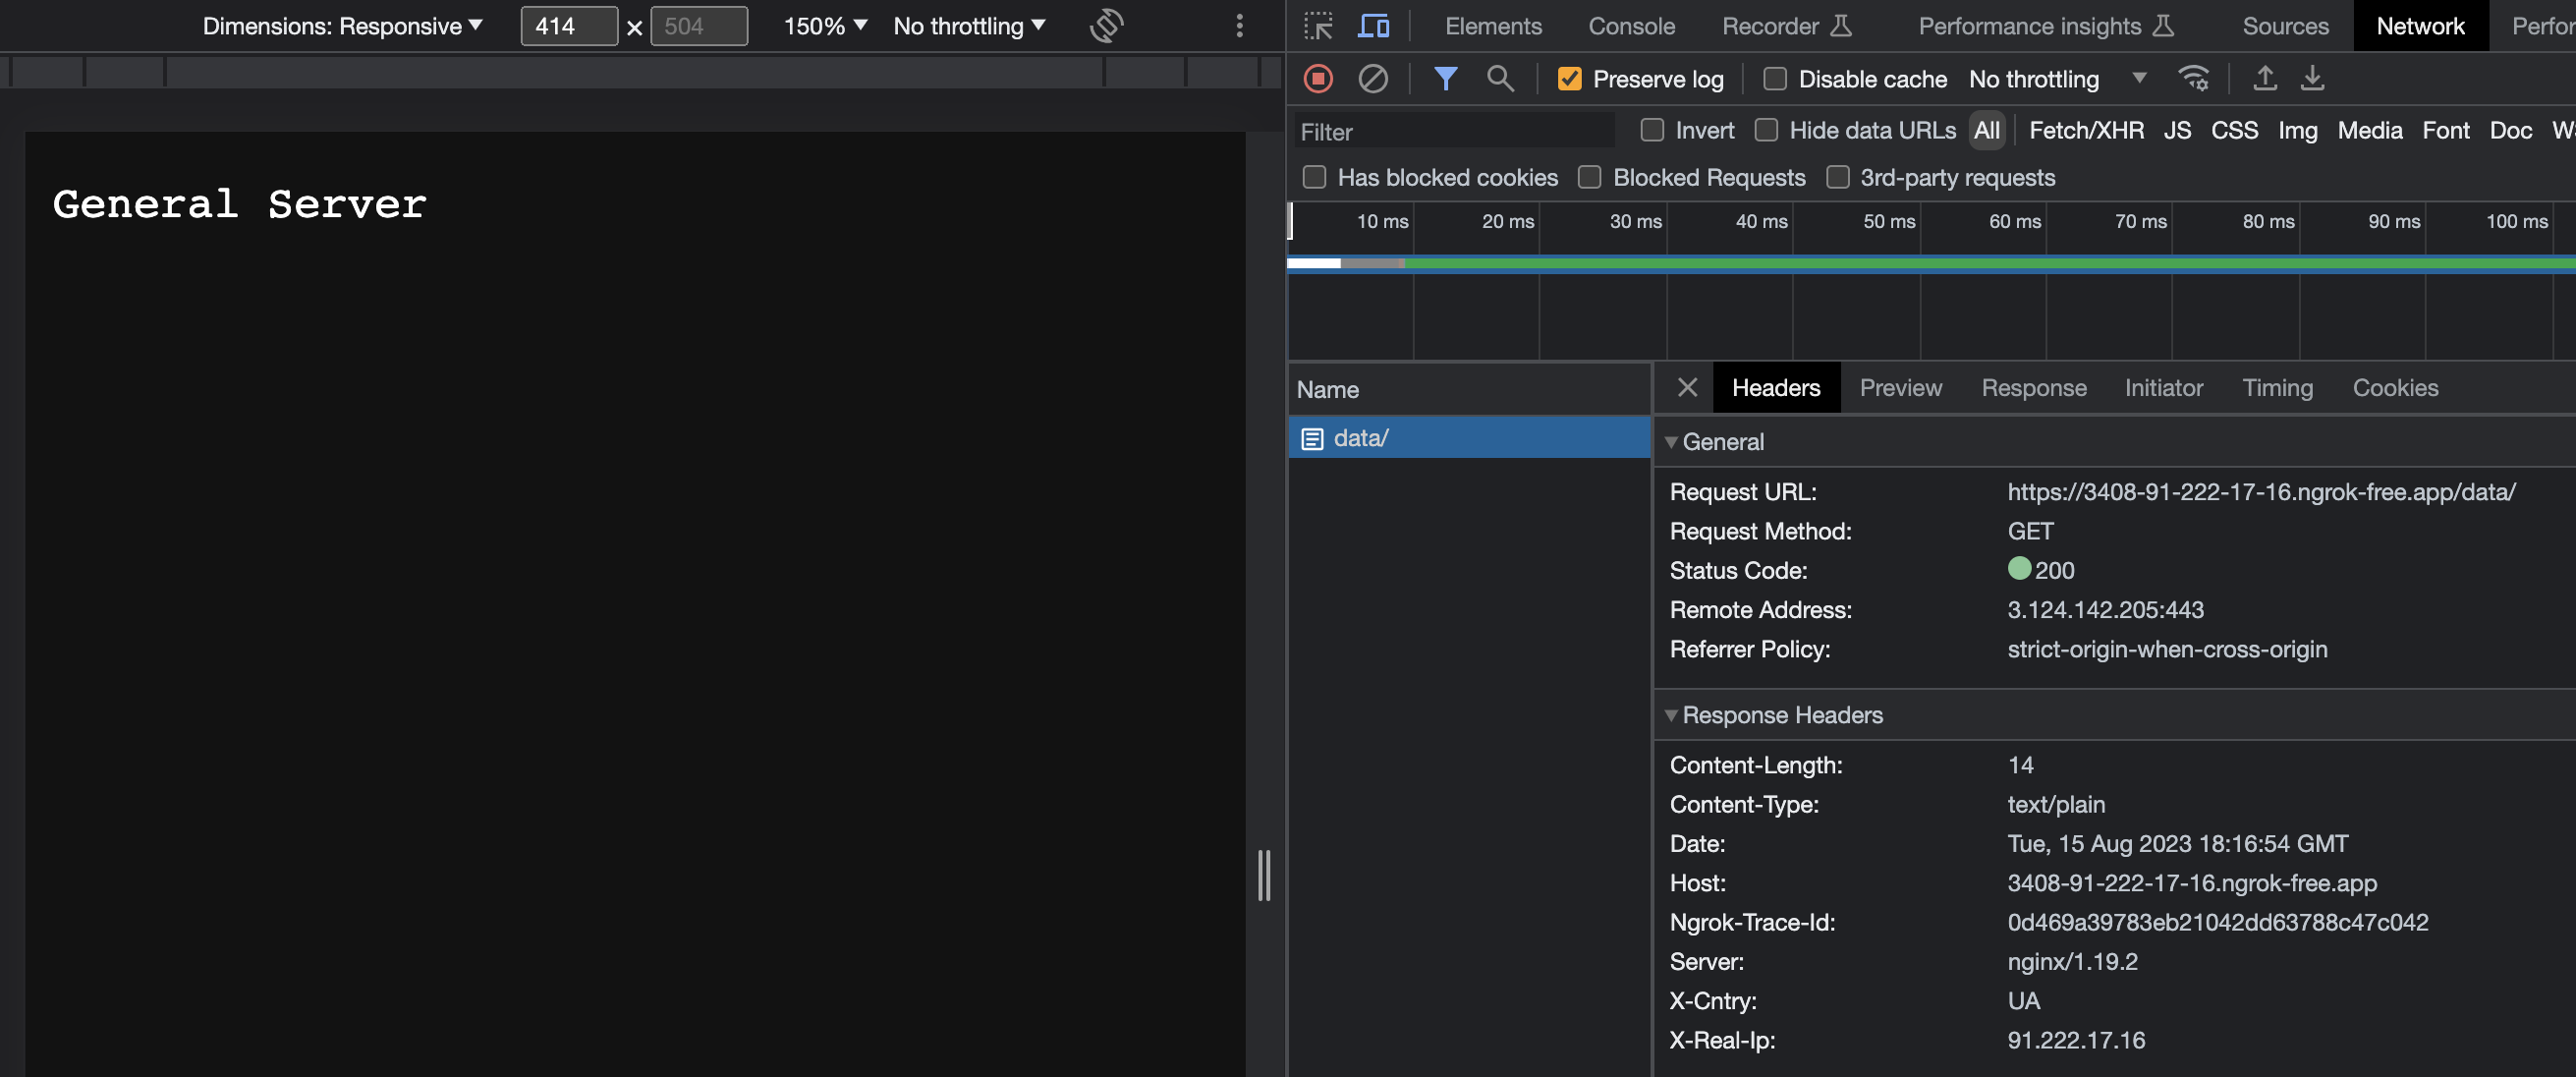 Dimensions: Responsive ▼ 414 × 504 150% ▼ No throttling ▼
General Server
Elements Console Recorder Performance insights Sources Network Perfor
Preserve log Disable cache No throttling ▼
Filter Invert Hide data URLs All Fetch/XHR JS CSS Img Media Font Doc W
Has blocked cookies Blocked Requests 3rd-party requests
10 ms 20 ms 30 ms 40 ms 50 ms 60 ms 70 ms 80 ms 90 ms 100 ms
Name
data/
Headers Preview Response Initiator Timing Cookies
▼ General
Request URL: https://3408-91-222-17-16.ngrok-free.app/data/
Request Method: GET
Status Code: 200
Remote Address: 3.124.142.205:443
Referrer Policy: strict-origin-when-cross-origin
▼ Response Headers
Content-Length: 14
Content-Type: text/plain
Date: Tue, 15 Aug 2023 18:16:54 GMT
Host: 3408-91-222-17-16.ngrok-free.app
Ngrok-Trace-Id: 0d469a39783eb21042dd63788c47c042
Server: nginx/1.19.2
X-Cntry: UA
X-Real-Ip: 91.222.17.16